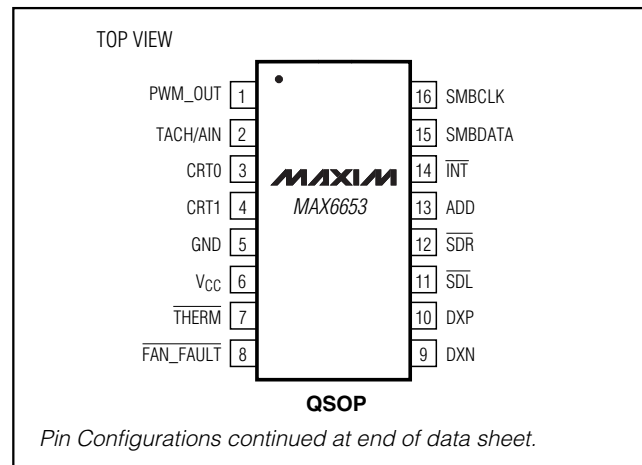 TOP VIEW
PWM_OUT 1
TACH/AIN 2
CRT0 3
CRT1 4
GND 5
VCC 6
THERM 7
FAN_FAULT 8
MAXIM
MAX6653
16 SMBCLK
15 SMBDATA
14 INT
13 ADD
12 SDR
11 SDL
10 DXP
9 DXN
QSOP
Pin Configurations continued at end of data sheet.